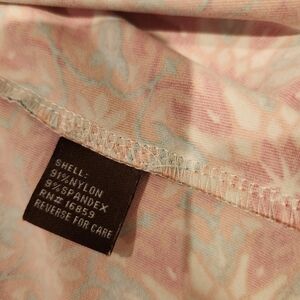 SHELL:
91%NYLON
9%SPANDEX
RN# 16859
REVERSE FOR CARE